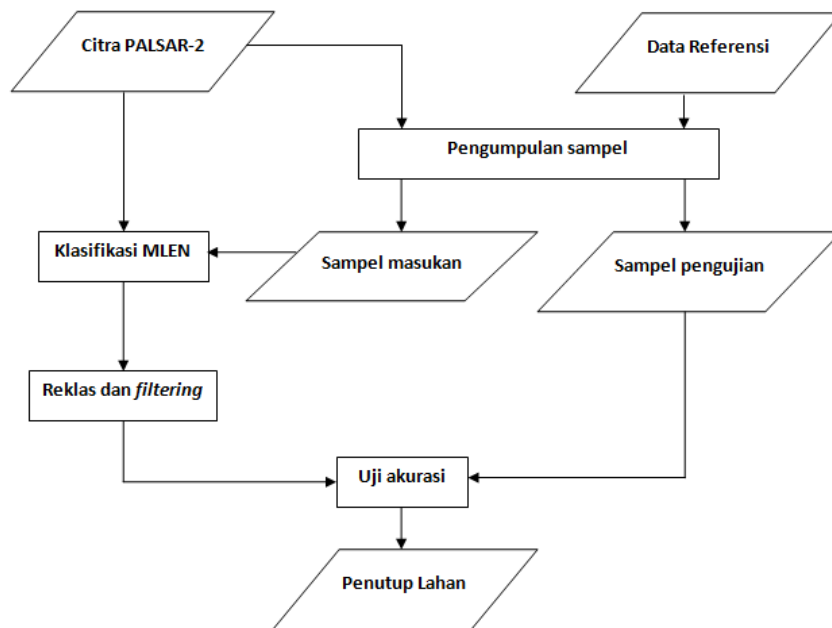 Citra PALSAR-2
Data Referensi
Pengumpulan sampel
Klasifikasi MLEN
Sampel masukan
Sampel pengujian
Reklas dan filtering
Uji akurasi
Penutup Lahan